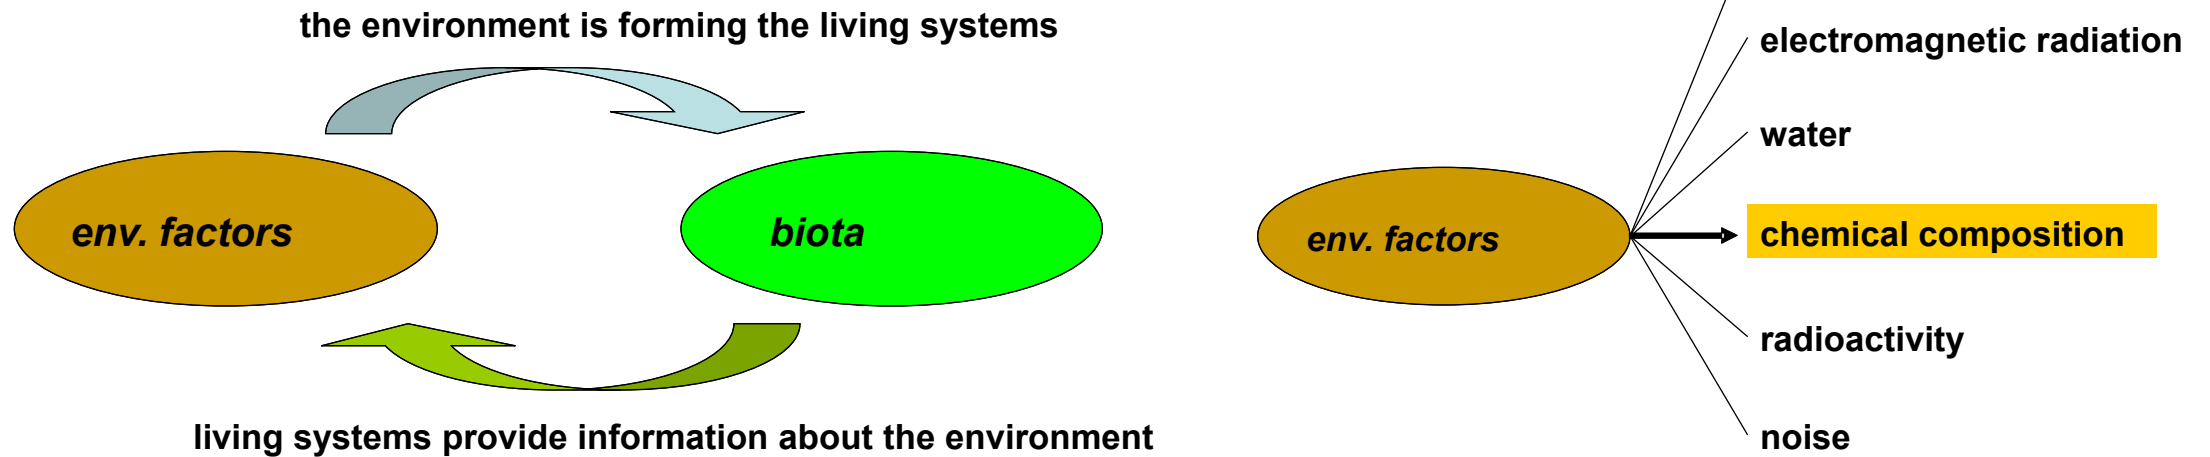 the environment is forming the living systems
env. factors
biota
living systems provide information about the environment
env. factors
electromagnetic radiation
water
chemical composition
radioactivity
noise